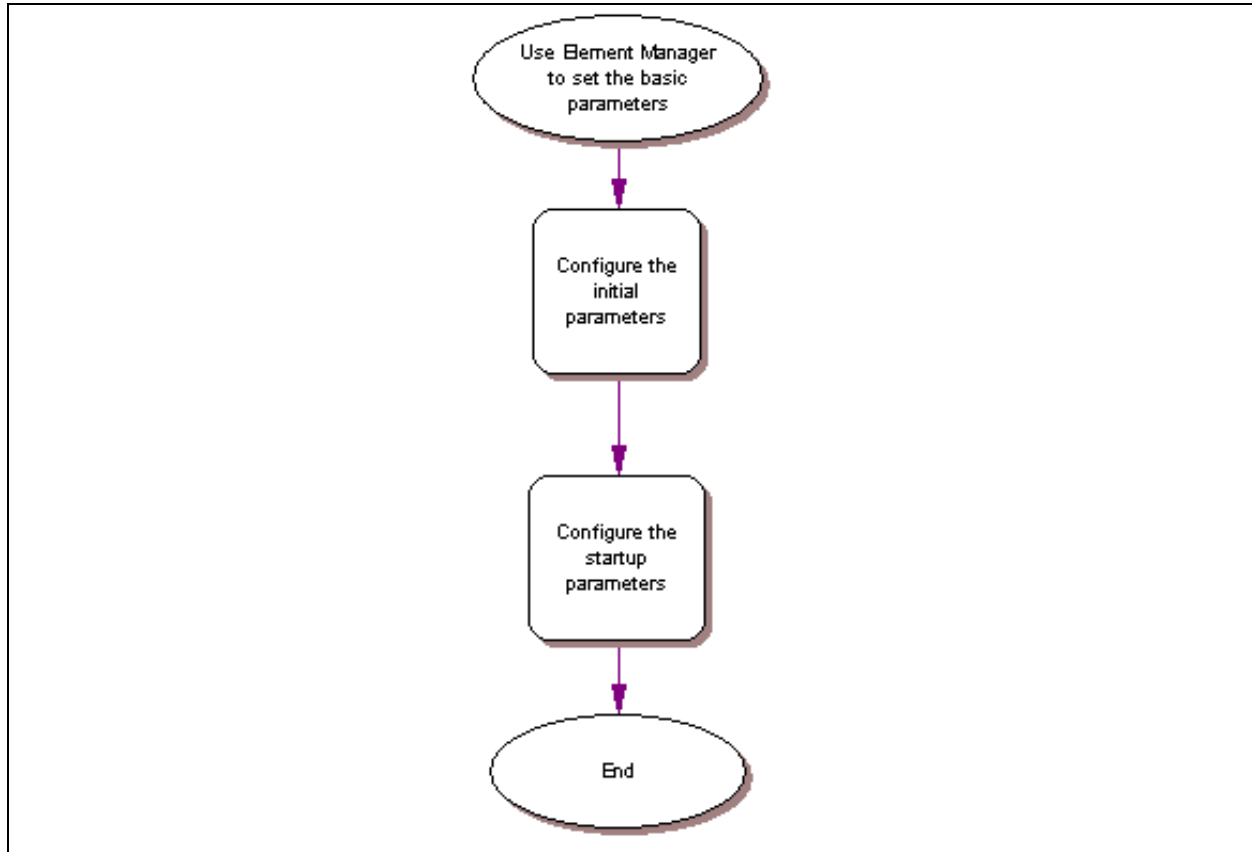 Use Element Manager
to set the basic
parameters
Configure the
initial
parameters
Configure the
startup
parameters
End